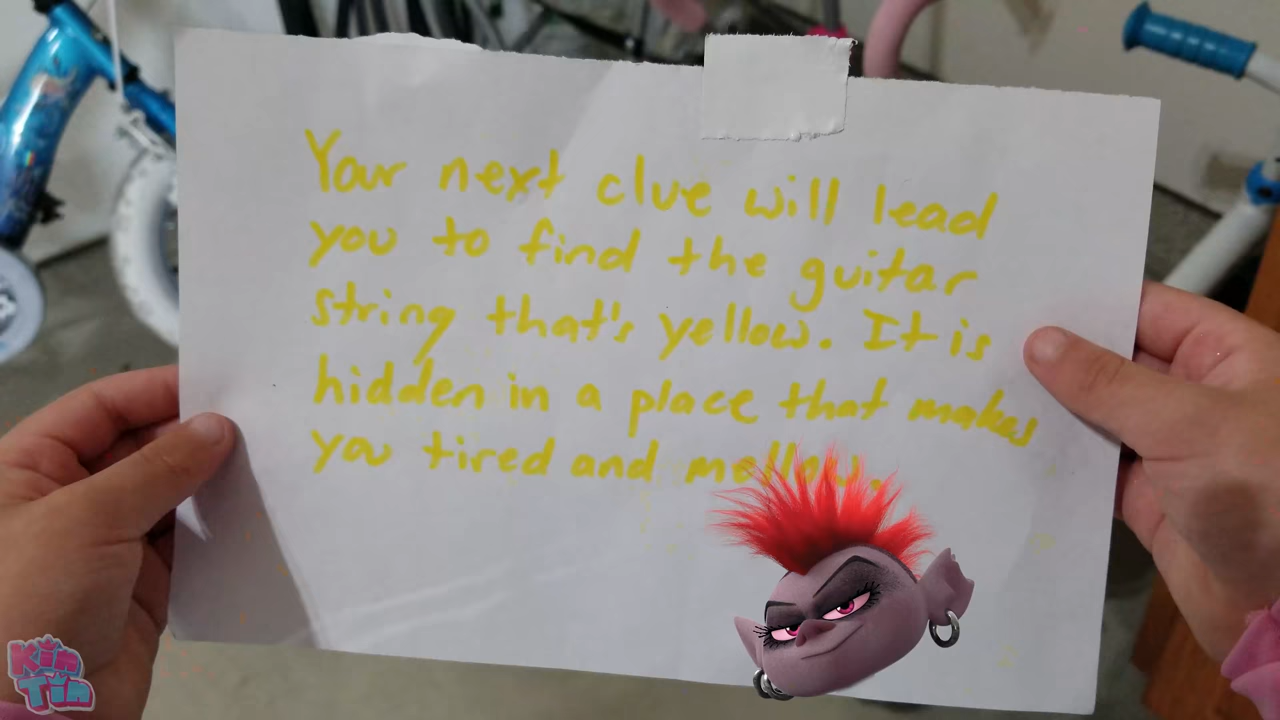 Your next clue will lead
you to find the guitar
string that's yellow. It is
hidden in a place that makes
you tired and mellow.
Kin
Tin